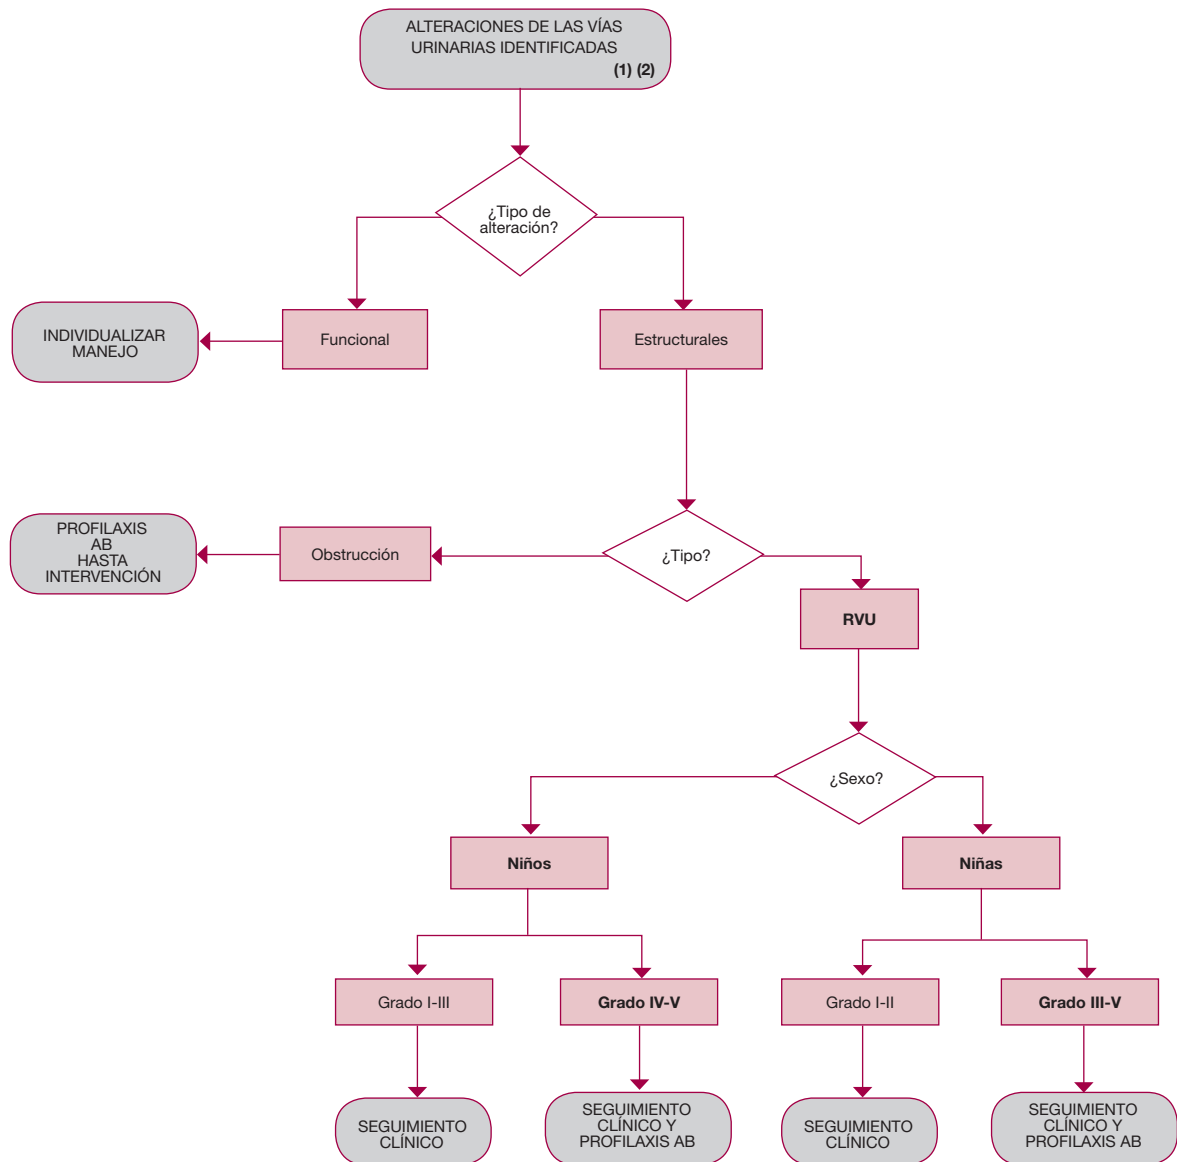 ALTERACIONES DE LAS VÍAS
URINARIAS IDENTIFICADAS
(1) (2)
¿Tipo de
alteración?
INDIVIDUALIZAR
MANEJO
Funcional
Estructurales
PROFILAXIS
AB
HASTA
INTERVENCIÓN
Obstrucción
¿Tipo?
RVU
¿Sexo?
Niños
Niñas
Grado I-III
Grado IV-V
Grado I-II
Grado III-V
SEGUIMIENTO
CLÍNICO
SEGUIMIENTO
CLÍNICO Y
PROFILAXIS AB
SEGUIMIENTO
CLÍNICO
SEGUIMIENTO
CLÍNICO Y
PROFILAXIS AB